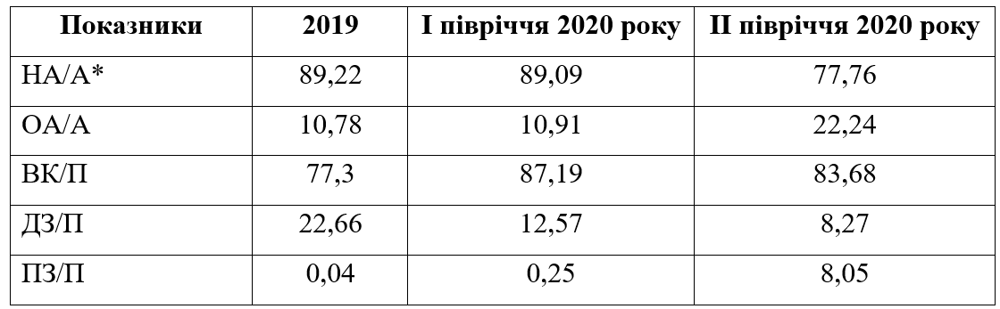 Показники 2019 І півріччя 2020 року ІІ півріччя 2020 року
НА/А* 89,22 89,09 77,76
ОА/А 10,78 10,91 22,24
ВК/П 77,3 87,19 83,68
ДЗ/П 22,66 12,57 8,27
ПЗ/П 0,04 0,25 8,05